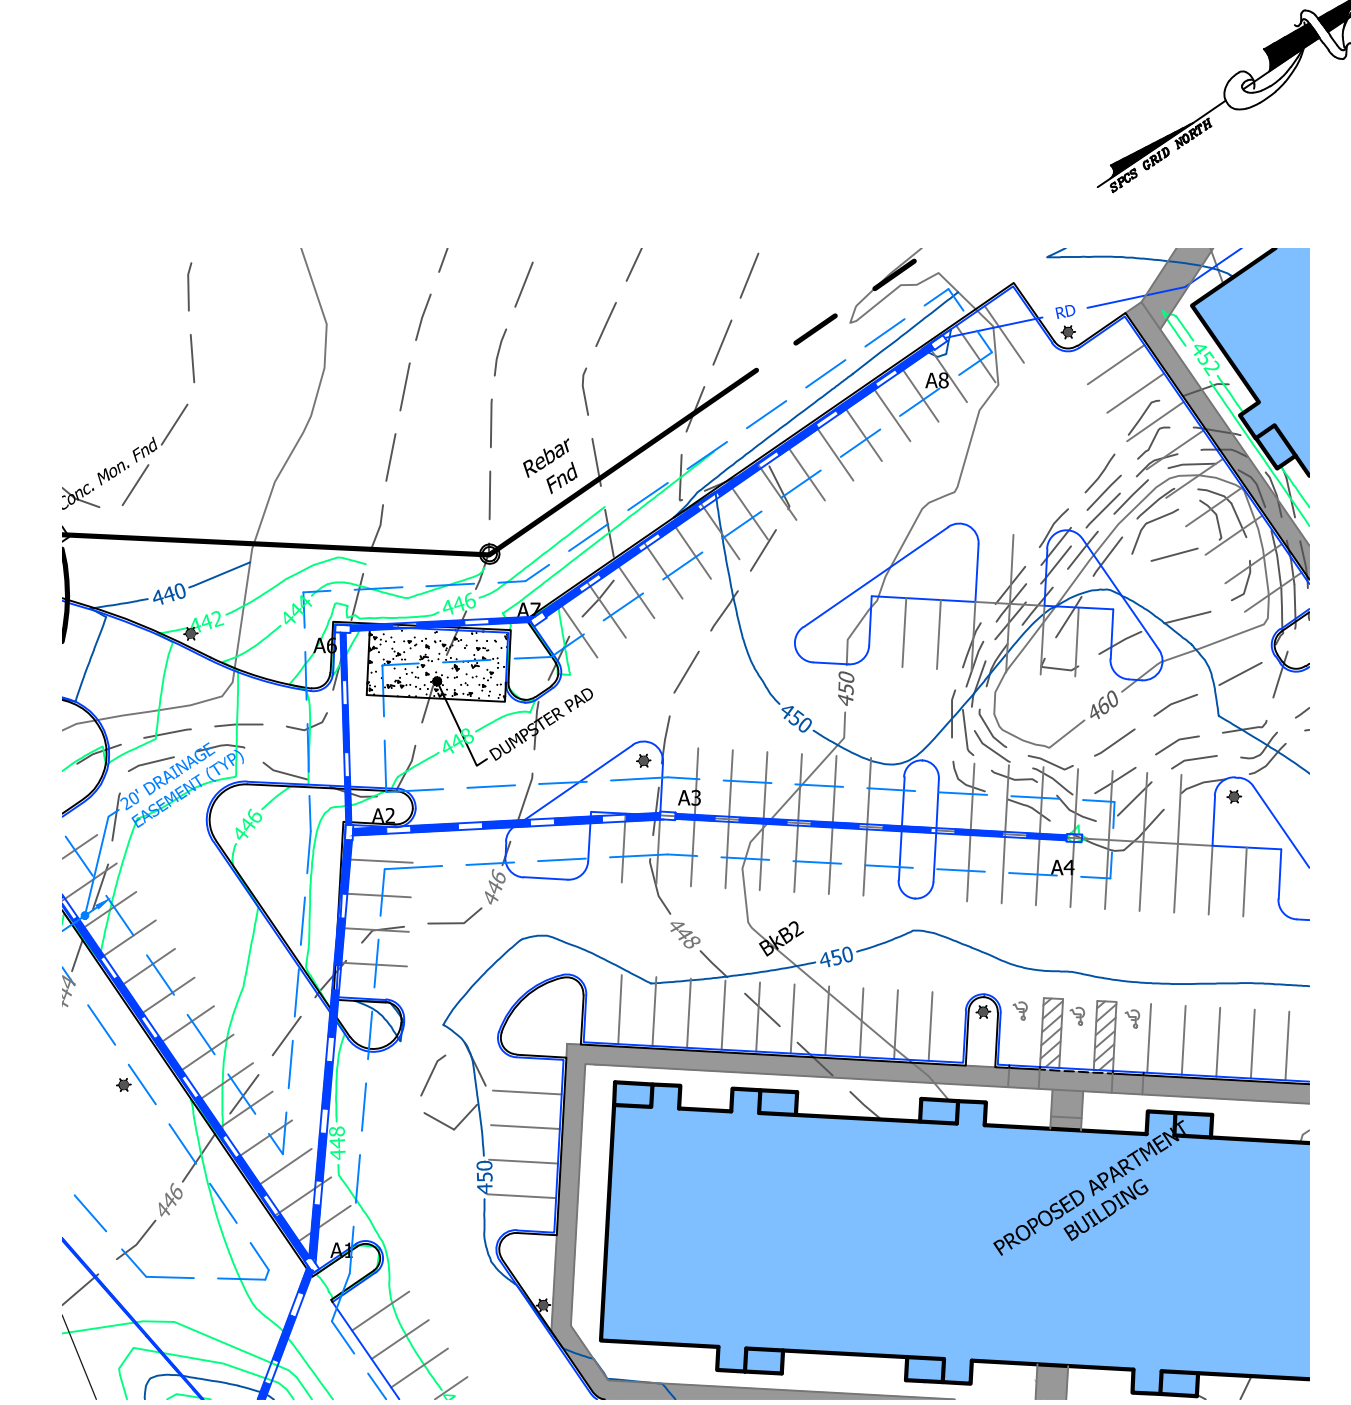 SPCS GRID NORTH
RD
452
A8
Conc. Mon. Fnd
Rebar
Fnd
440
442
444
446
A7
A6
448
DUMPSTER PAD
450
450
460
20' DRAINAGE
EASEMENT (TYP)
446
A2
A3
A4
446
448
BkB2
450
444
448
450
446
A1
PROPOSED APARTMENT
BUILDING